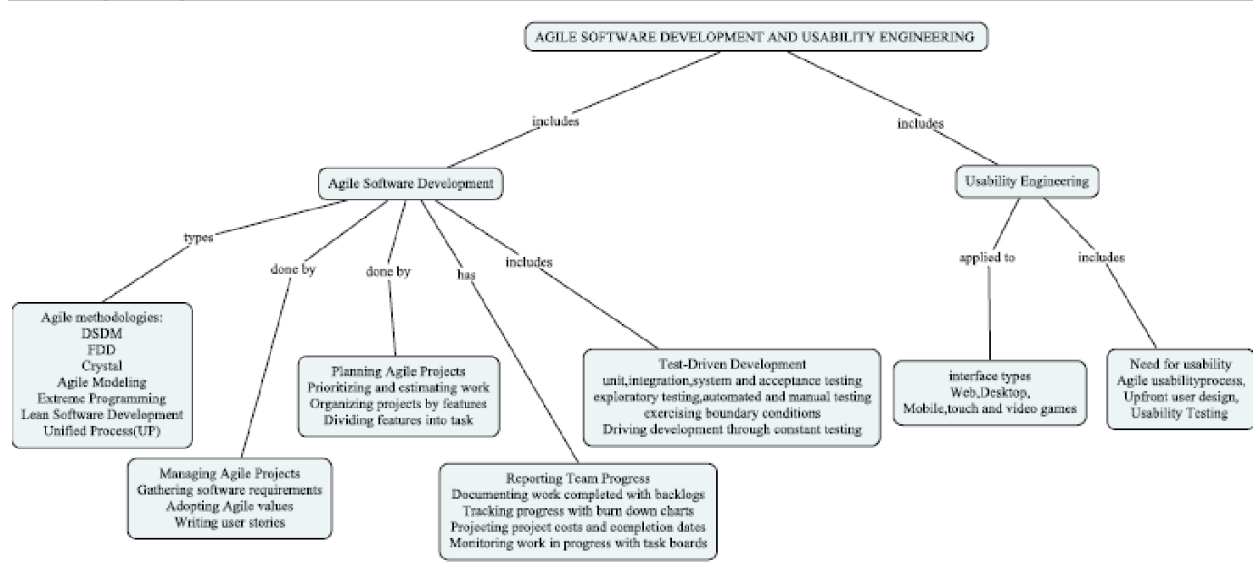 AGILE SOFTWARE DEVELOPMENT AND USABILITY ENGINEERING
includes
includes
Agile Software Development
Usability Engineering
types
done by
done by
has
includes
applied to
includes
Agile methodologies:
DSDM
FDD
Crystal
Agile Modeling
Extreme Programming
Lean Software Development
Unified Process(UP)
Managing Agile Projects
Gathering software requirements
Adopting Agile values
Writing user stories
Planning Agile Projects
Prioritizing and estimating work
Organizing projects by features
Dividing features into task
Reporting Team Progress
Documenting work completed with backlogs
Tracking progress with burn down charts
Projecting project costs and completion dates
Monitoring work in progress with task boards
Test-Driven Development
unit,integration,system and acceptance testing
exploratory testing,automated and manual testing
exercising boundary conditions
Driving development through constant testing
interface types
Web,Desktop,
Mobile,touch and video games
Need for usability
Agile usabilityprocess,
Upfront user design,
Usability Testing